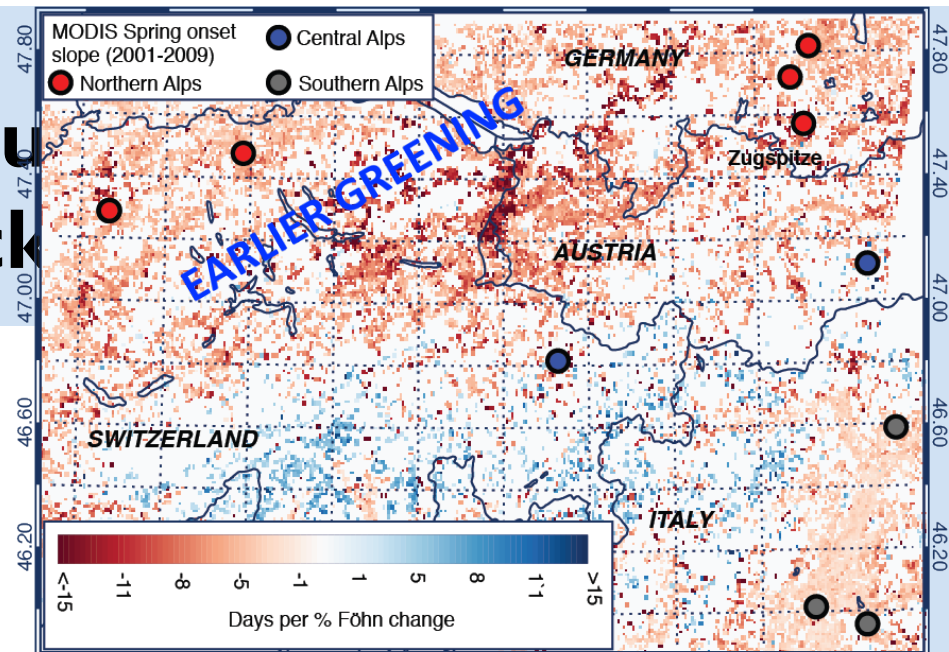 MODIS Spring onset
slope (2001-2009)
Central Alps
Northern Alps
Southern Alps
47.80
47.80
GERMANY
EARLIER GREENING
u
Zugspitze
47.40
47.40
k
AUSTRIA
47.00
47.00
46.60
46.60
SWITZERLAND
ITALY
46.20
46.20
<-15
-11
-8
-5
-1
1
5
8
1`1
>15
Days per % Föhn change